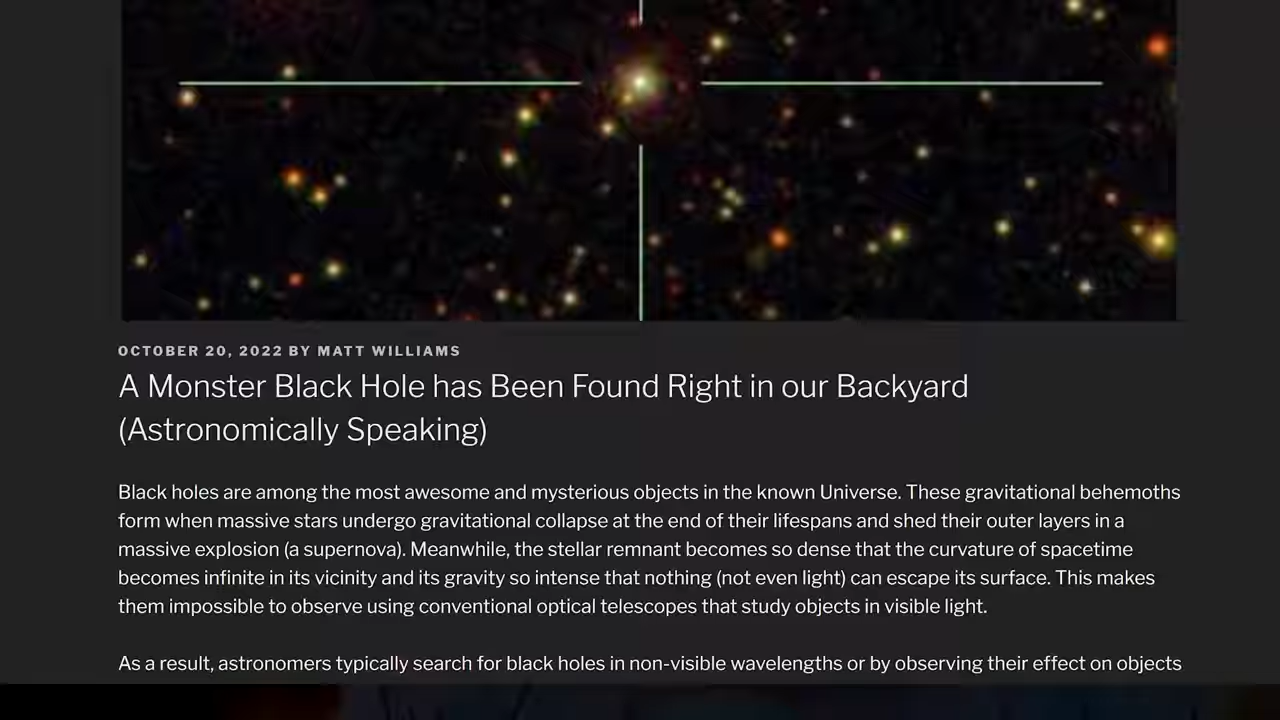 OCTOBER 20, 2022 BY MATT WILLIAMS
A Monster Black Hole has Been Found Right in our Backyard
(Astronomically Speaking)
Black holes are among the most awesome and mysterious objects in the known Universe. These gravitational behemoths
form when massive stars undergo gravitational collapse at the end of their lifespans and shed their outer layers in a
massive explosion (a supernova). Meanwhile, the stellar remnant becomes so dense that the curvature of spacetime
becomes infinite in its vicinity and its gravity so intense that nothing (not even light) can escape its surface. This makes
them impossible to observe using conventional optical telescopes that study objects in visible light.
As a result, astronomers typically search for black holes in non-visible wavelengths or by observing their effect on objects